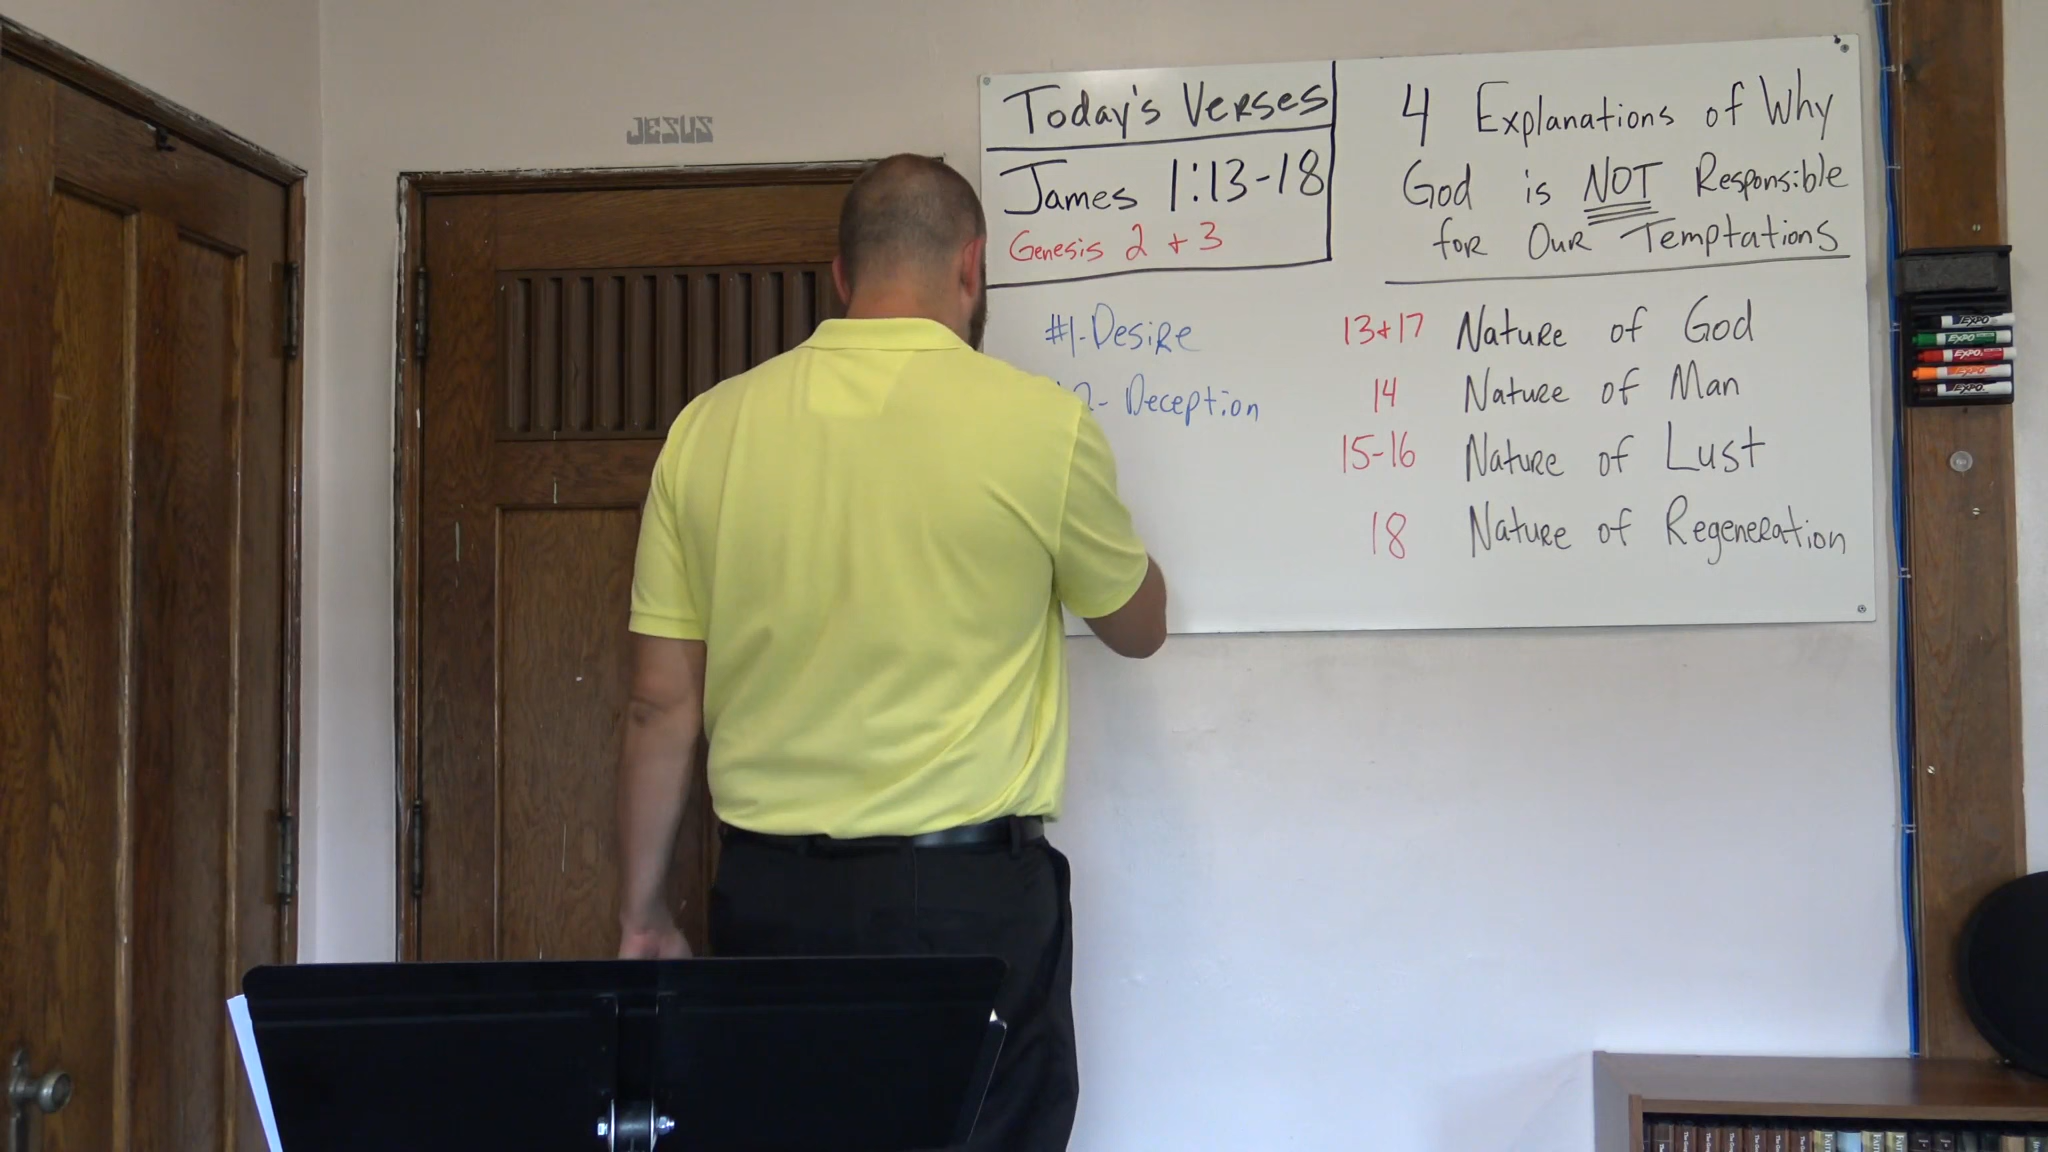 JESUS
Today's Verses
James 1:13-18
Genesis 2 + 3
#1-Desire
2- Deception
4 Explanations of Why
God is NOT Responsible
for Our Temptations
13+17 Nature of God
14 Nature of Man
15-16 Nature of Lust
18 Nature of Regeneration
EXPO
EXPO
EXPO
EXPO
EXPO